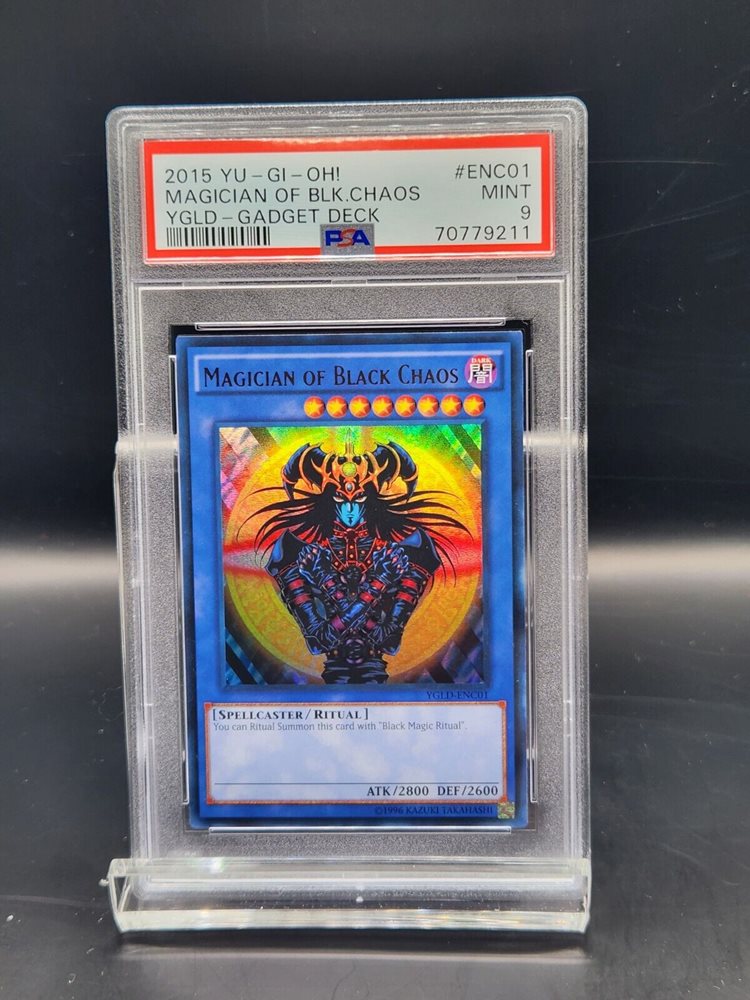 2015 YU-GI-OH! #ENC01
MAGICIAN OF BLK.CHAOS MINT
YGLD-GADGET DECK 9
PSA 70779211
MAGICIAN OF BLACK CHAOS DARK 闇
YGLD-ENC01
[SPELLCASTER/RITUAL]
You can Ritual Summon this card with "Black Magic Ritual".
ATK/2800 DEF/2600
©1996 KAZUKI TAKAHASHI